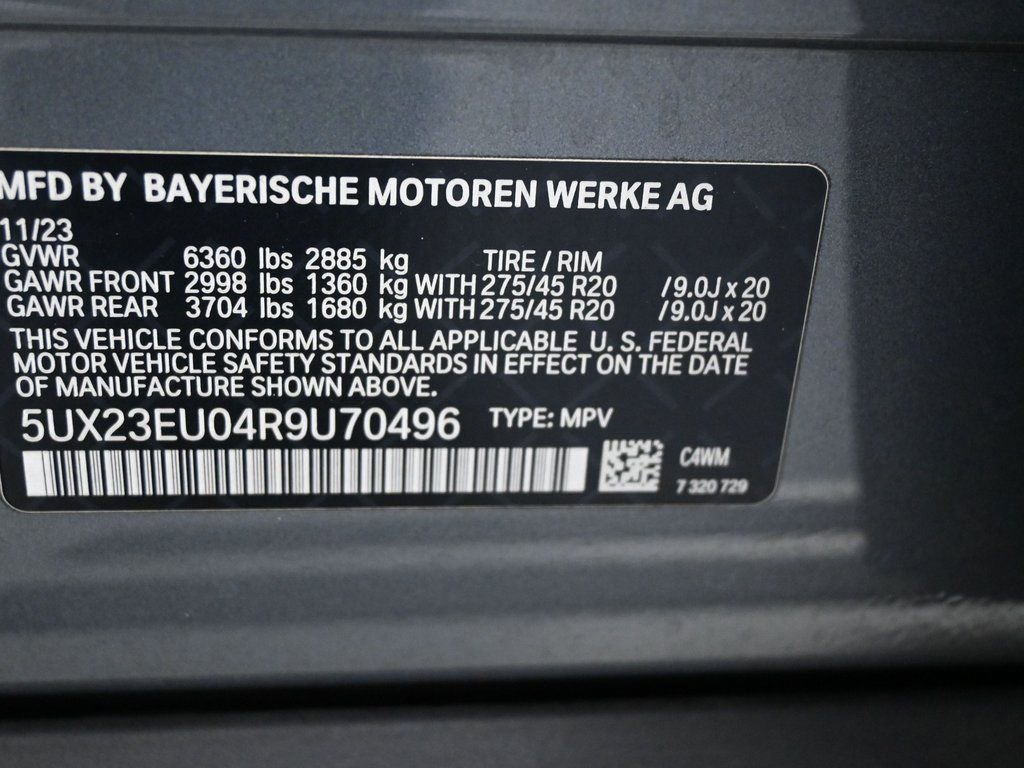 MFD BY BAYERISCHE MOTOREN WERKE AG
11/23
GVWR 6360 lbs 2885 kg TIRE / RIM
GAWR FRONT 2998 lbs 1360 kg WITH 275/45 R20 / 9.0J x 20
GAWR REAR 3704 lbs 1680 kg WITH 275/45 R20 / 9.0J x 20
THIS VEHICLE CONFORMS TO ALL APPLICABLE U. S. FEDERAL
MOTOR VEHICLE SAFETY STANDARDS IN EFFECT ON THE DATE
OF MANUFACTURE SHOWN ABOVE.
5UX23EU04R9U70496 TYPE: MPV
C4WM
7 320 729